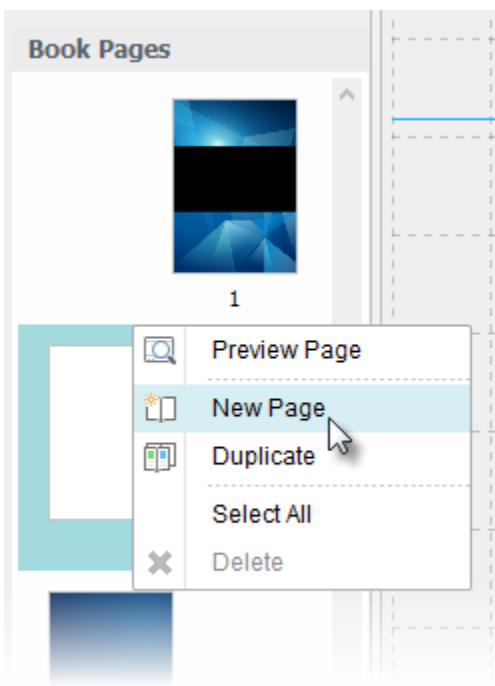 Book Pages
1
Preview Page
New Page
Duplicate
Select All
Delete